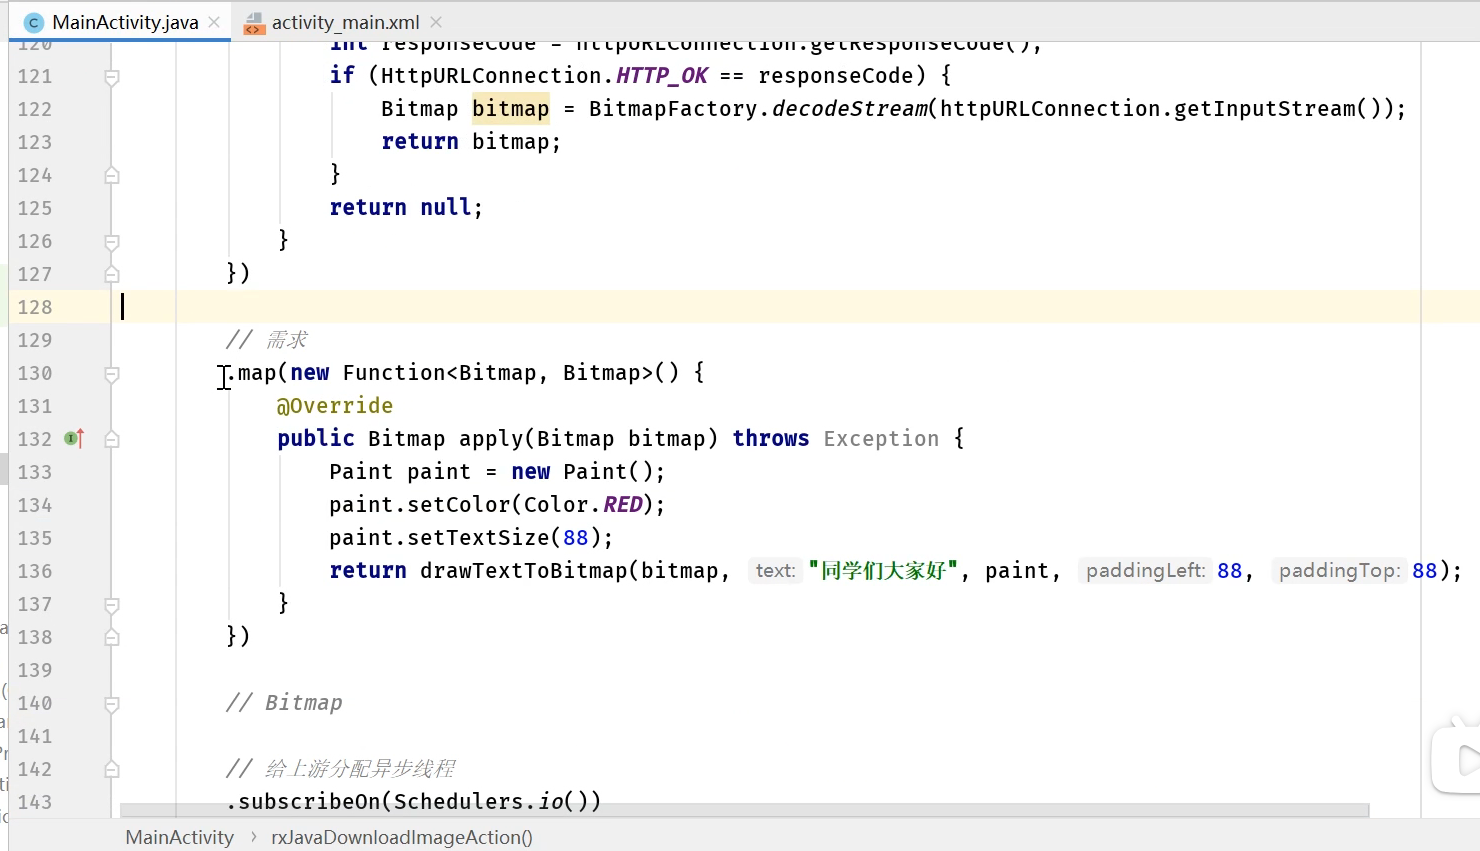 MainActivity.java
activity_main.xml
120 int responseCode = httpURLConnection.getResponseCode();
121 if (HttpURLConnection.HTTP_OK == responseCode) {
122 Bitmap bitmap = BitmapFactory.decodeStream(httpURLConnection.getInputStream());
123 return bitmap;
124 }
125 return null;
126 }
127 })
128
129 // 需求
130 .map(new Function<Bitmap, Bitmap>() {
131 @Override
132 public Bitmap apply(Bitmap bitmap) throws Exception {
133 Paint paint = new Paint();
134 paint.setColor(Color.RED);
135 paint.setTextSize(88);
136 return drawTextToBitmap(bitmap, text: "同学们大家好", paint, paddingLeft: 88, paddingTop: 88);
137 }
138 })
139
140 // Bitmap
141
142 // 给上游分配异步线程
143 .subscribeOn(Schedulers.io())
MainActivity › rxJavaDownloadImageAction()